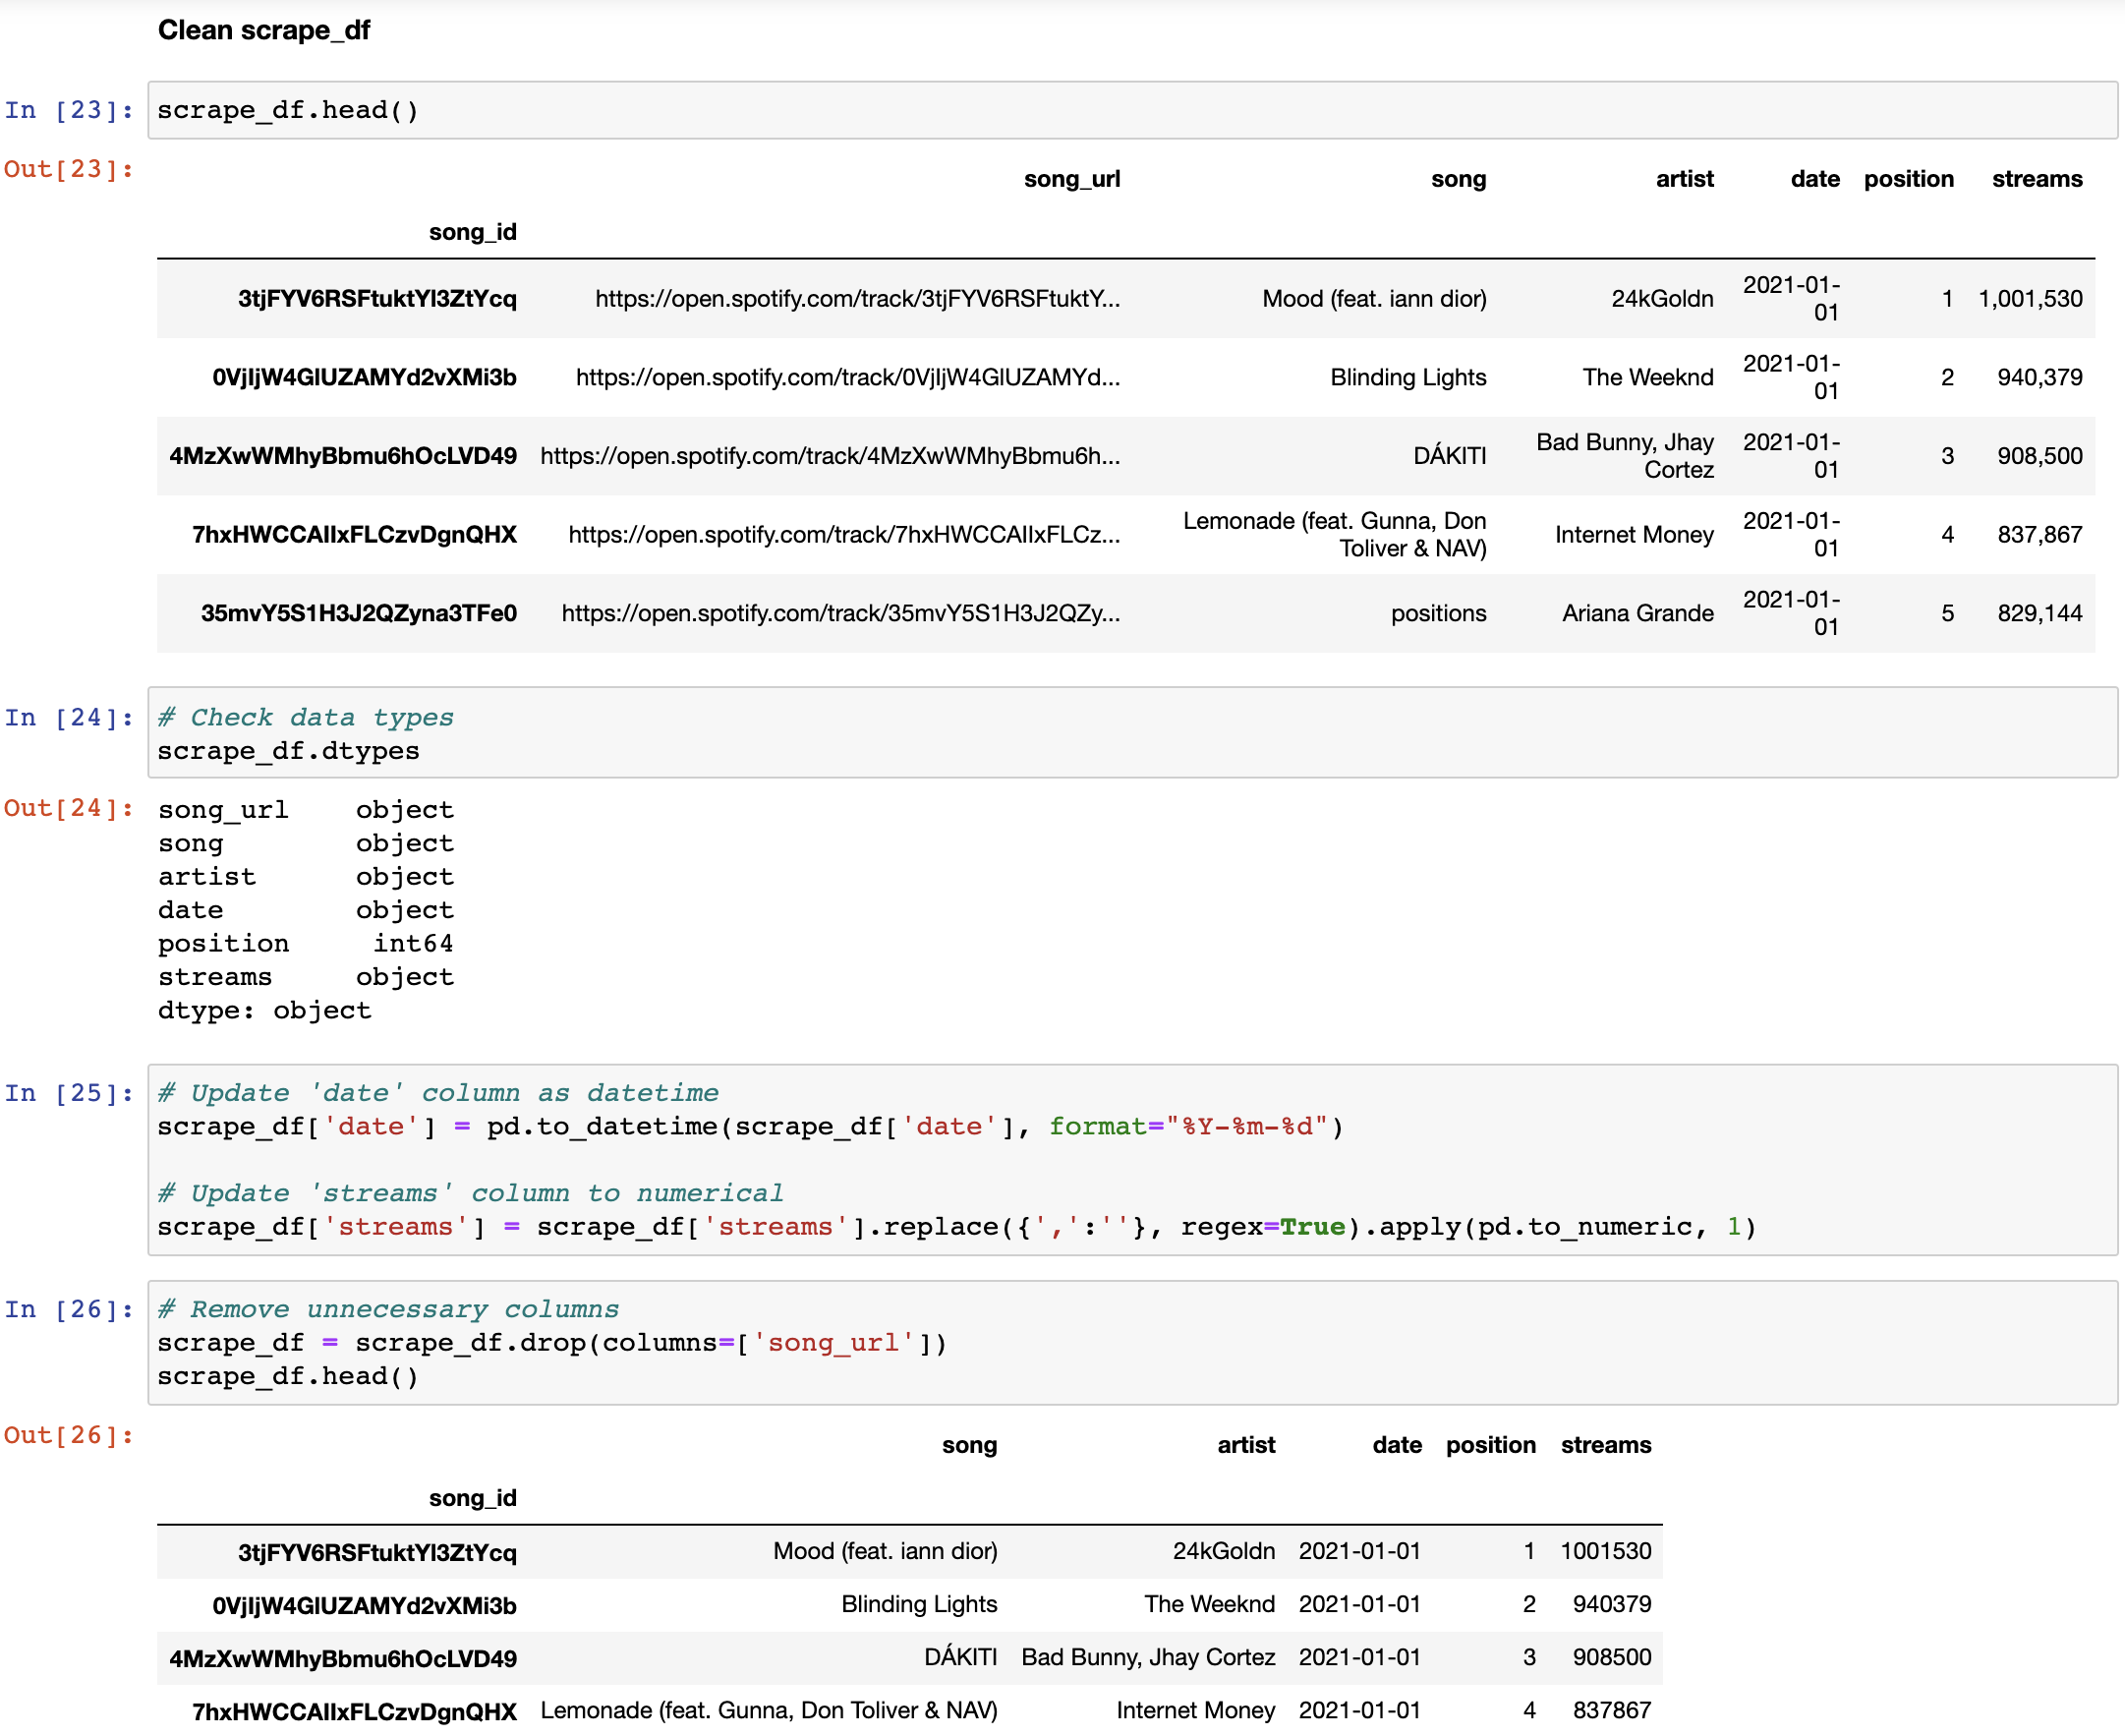 Clean scrape_df
In [23]: scrape_df.head()
Out[23]:
song_url song artist date position streams
song_id
3tjFYV6RSFtuktYl3ZtYcq https://open.spotify.com/track/3tjFYV6RSFtuktY... Mood (feat. iann dior) 24kGoldn 2021-01-
01 1 1,001,530
0VjIjW4GlUZAMYd2vXMi3b https://open.spotify.com/track/0VjIjW4GlUZAMYd... Blinding Lights The Weeknd 2021-01-
01 2 940,379
4MzXwWMhyBbmu6hOcLVD49 https://open.spotify.com/track/4MzXwWMhyBbmu6h... DÁKITI Bad Bunny, Jhay
Cortez 2021-01-
01 3 908,500
7hxHWCCAIIxFLCzvDgnQHX https://open.spotify.com/track/7hxHWCCAIIxFLCz... Lemonade (feat. Gunna, Don
Toliver & NAV) Internet Money 2021-01-
01 4 837,867
35mvY5S1H3J2QZyna3TFe0 https://open.spotify.com/track/35mvY5S1H3J2QZy... positions Ariana Grande 2021-01-
01 5 829,144
In [24]: # Check data types
scrape_df.dtypes
Out[24]: song_url object
song object
artist object
date object
position int64
streams object
dtype: object
In [25]: # Update 'date' column as datetime
scrape_df['date'] = pd.to_datetime(scrape_df['date'], format="%Y-%m-%d")
# Update 'streams' column to numerical
scrape_df['streams'] = scrape_df['streams'].replace({',':''}, regex=True).apply(pd.to_numeric, 1)
In [26]: # Remove unnecessary columns
scrape_df = scrape_df.drop(columns=['song_url'])
scrape_df.head()
Out[26]:
song artist date position streams
song_id
3tjFYV6RSFtuktYl3ZtYcq Mood (feat. iann dior) 24kGoldn 2021-01-01 1 1001530
0VjIjW4GlUZAMYd2vXMi3b Blinding Lights The Weeknd 2021-01-01 2 940379
4MzXwWMhyBbmu6hOcLVD49 DÁKITI Bad Bunny, Jhay Cortez 2021-01-01 3 908500
7hxHWCCAIIxFLCzvDgnQHX Lemonade (feat. Gunna, Don Toliver & NAV) Internet Money 2021-01-01 4 837867